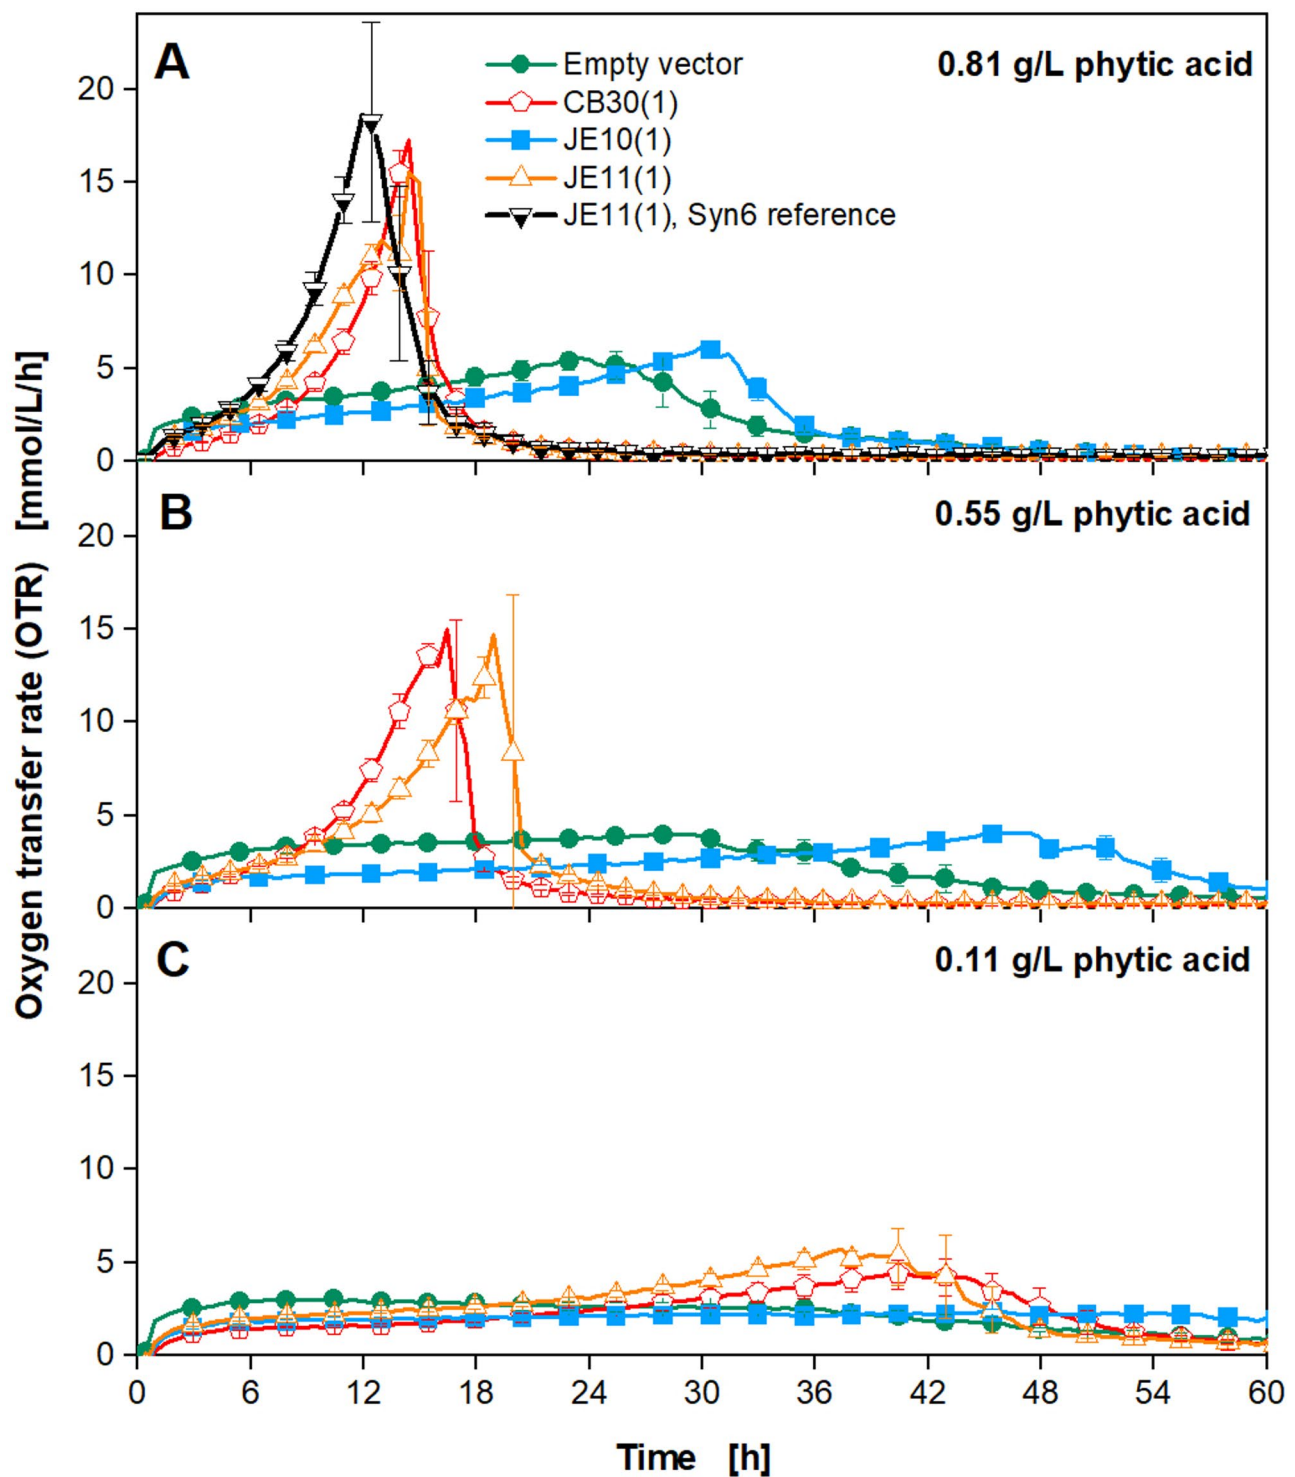 A
0.81 g/L phytic acid
Empty vector
CB30(1)
JE10(1)
JE11(1)
JE11(1), Syn6 reference
20
15
10
5
0
B
0.55 g/L phytic acid
20
15
10
5
0
C
0.11 g/L phytic acid
20
15
10
5
0
Oxygen transfer rate (OTR) [mmol/L/h]
0 6 12 18 24 30 36 42 48 54 60
Time [h]